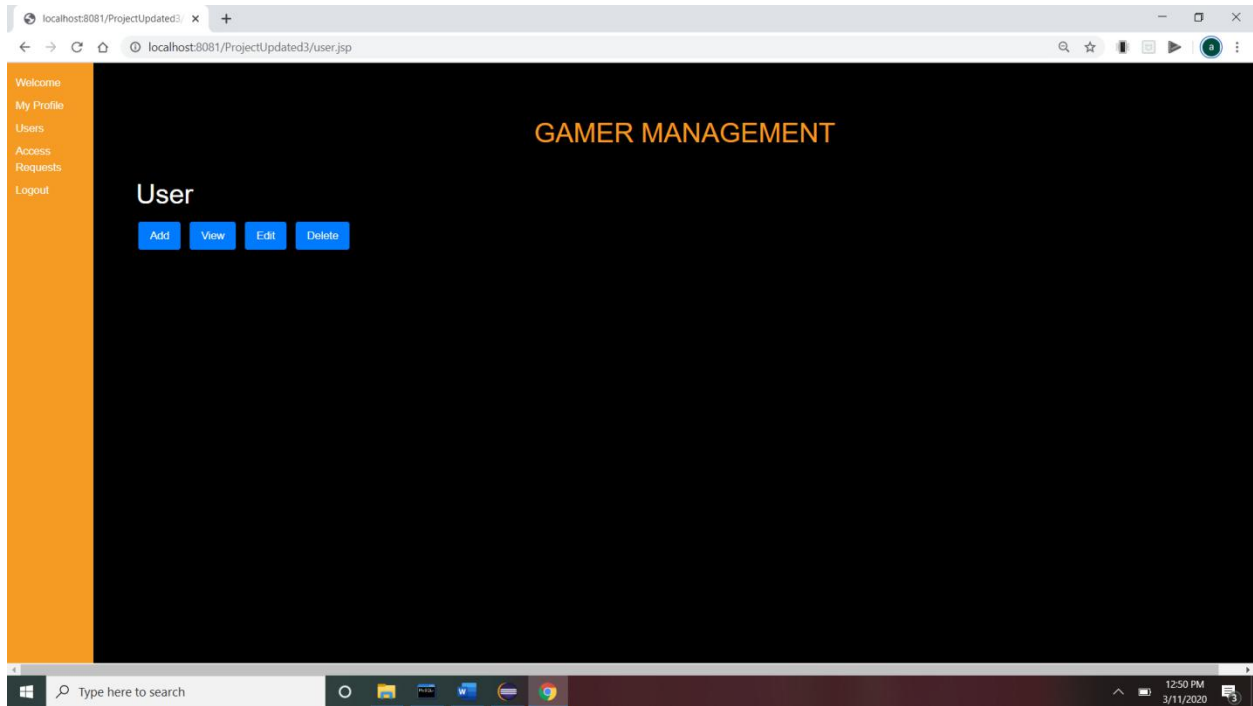 localhost:8081/ProjectUpdated3/
localhost:8081/ProjectUpdated3/user.jsp
a
Welcome
My Profile
Users
Access
Requests
Logout
GAMER MANAGEMENT
User
Add View Edit Delete
Type here to search
W
12:50 PM
3/11/2020
3